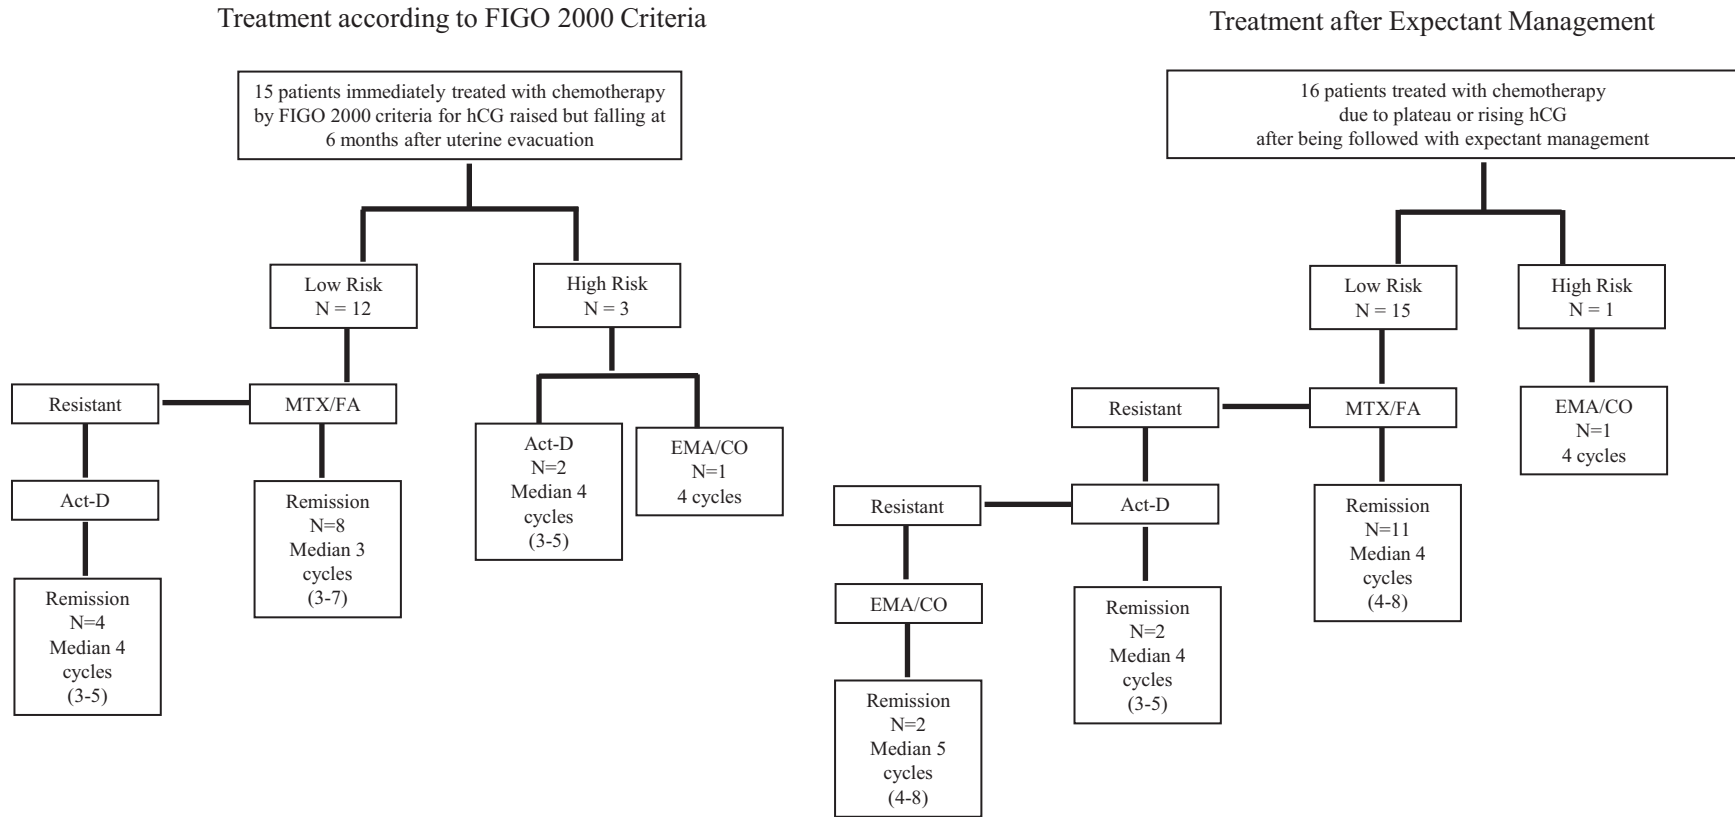 Treatment according to FIGO 2000 Criteria
15 patients immediately treated with chemotherapy
by FIGO 2000 criteria for hCG raised but falling at
6 months after uterine evacuation
Low Risk
N = 12
High Risk
N = 3
Resistant
MTX/FA
Act-D
N=2
Median 4
cycles
(3-5)
EMA/CO
N=1
4 cycles
Act-D
Remission
N=8
Median 3
cycles
(3-7)
Remission
N=4
Median 4
cycles
(3-5)
Treatment after Expectant Management
16 patients treated with chemotherapy
due to plateau or rising hCG
after being followed with expectant management
Low Risk
N = 15
High Risk
N = 1
Resistant
MTX/FA
EMA/CO
N=1
4 cycles
Resistant
Act-D
Remission
N=11
Median 4
cycles
(4-8)
EMA/CO
Remission
N=2
Median 4
cycles
(3-5)
Remission
N=2
Median 5
cycles
(4-8)